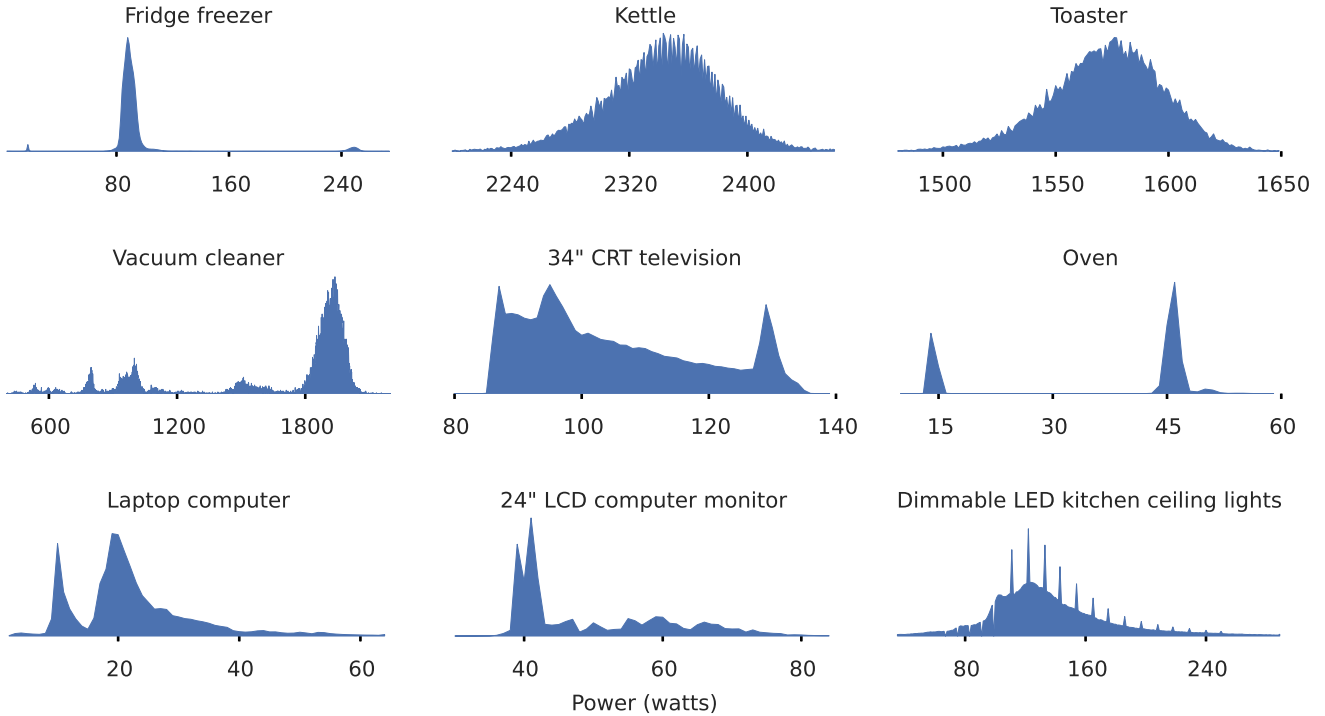 Fridge freezer
Kettle
Toaster
80 160 240
2240 2320 2400
1500 1550 1600 1650
Vacuum cleaner
34" CRT television
Oven
600 1200 1800
80 100 120 140
15 30 45 60
Laptop computer
24" LCD computer monitor
Dimmable LED kitchen ceiling lights
20 40 60
40 60 80
80 160 240
Power (watts)